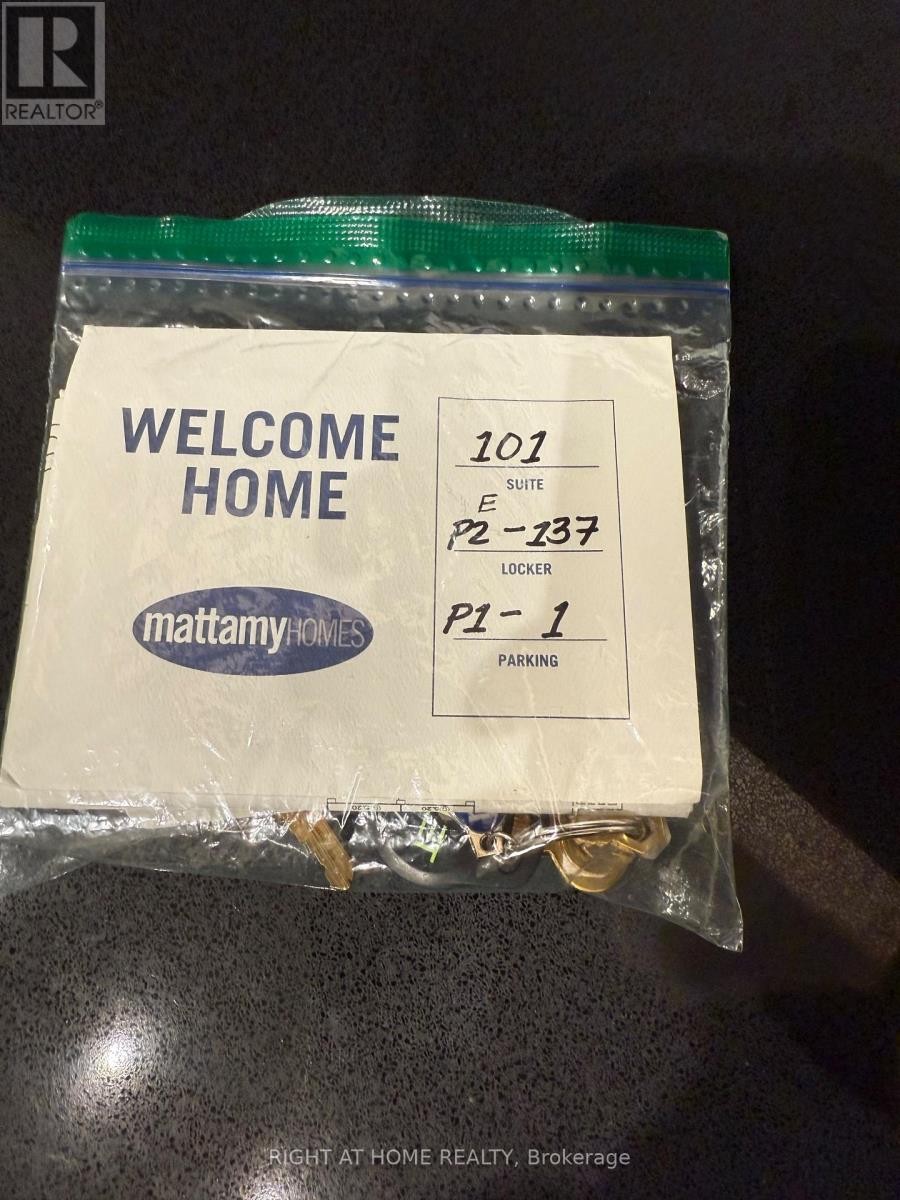 REALTOR®
WELCOME
HOME
mattamyHOMES
101
SUITE
E
P2-137
LOCKER
P1-1
PARKING
RIGHT AT HOME REALTY, Brokerage